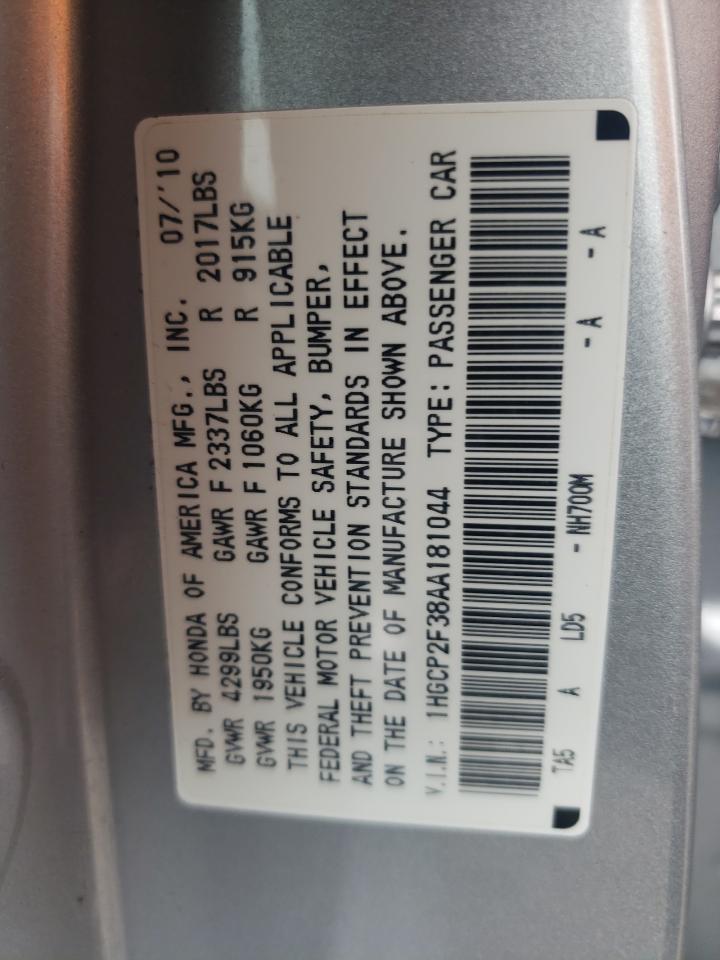 MFD. BY HONDA OF AMERICA MFG., INC. 07/'10
GVWR 4299LBS GAWR F 2337LBS R 2017LBS
GVWR 1950KG GAWR F 1060KG R 915KG
THIS VEHICLE CONFORMS TO ALL APPLICABLE
FEDERAL MOTOR VEHICLE SAFETY, BUMPER,
AND THEFT PREVENTION STANDARDS IN EFFECT
ON THE DATE OF MANUFACTURE SHOWN ABOVE.
V.I.N.: 1HGCP2F38AA181044 TYPE: PASSENGER CAR
TA5 A LD5 - NH700M - A - A